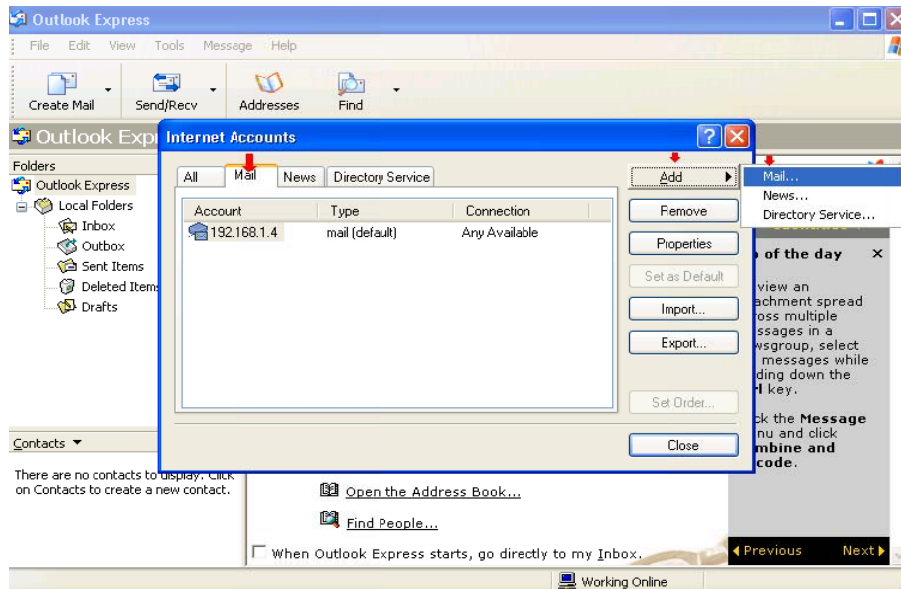 Outlook Express
File Edit View Tools Message Help
Create Mail Send/Recv Addresses Find
Outlook Exp
Internet Accounts
Folders
Outlook Express
Local Folders
Inbox
Outbox
Sent Items
Deleted Item
Drafts
All Mail News Directory Service
Account Type Connection
192.168.1.4 mail (default) Any Available
Add
Remove
Properties
Set as Default
Import...
Export...
Set Order...
Close
Mail...
News...
Directory Service...
of the day
view an
achment spread
oss multiple
ssages in a
wsgroup, select
messages while
ding down the
l key.
ck the Message
nu and click
mbine and
code.
Contacts
There are no contacts to display. Click
on Contacts to create a new contact.
Open the Address Book...
Find People...
When Outlook Express starts, go directly to my Inbox.
Previous Next
Working Online